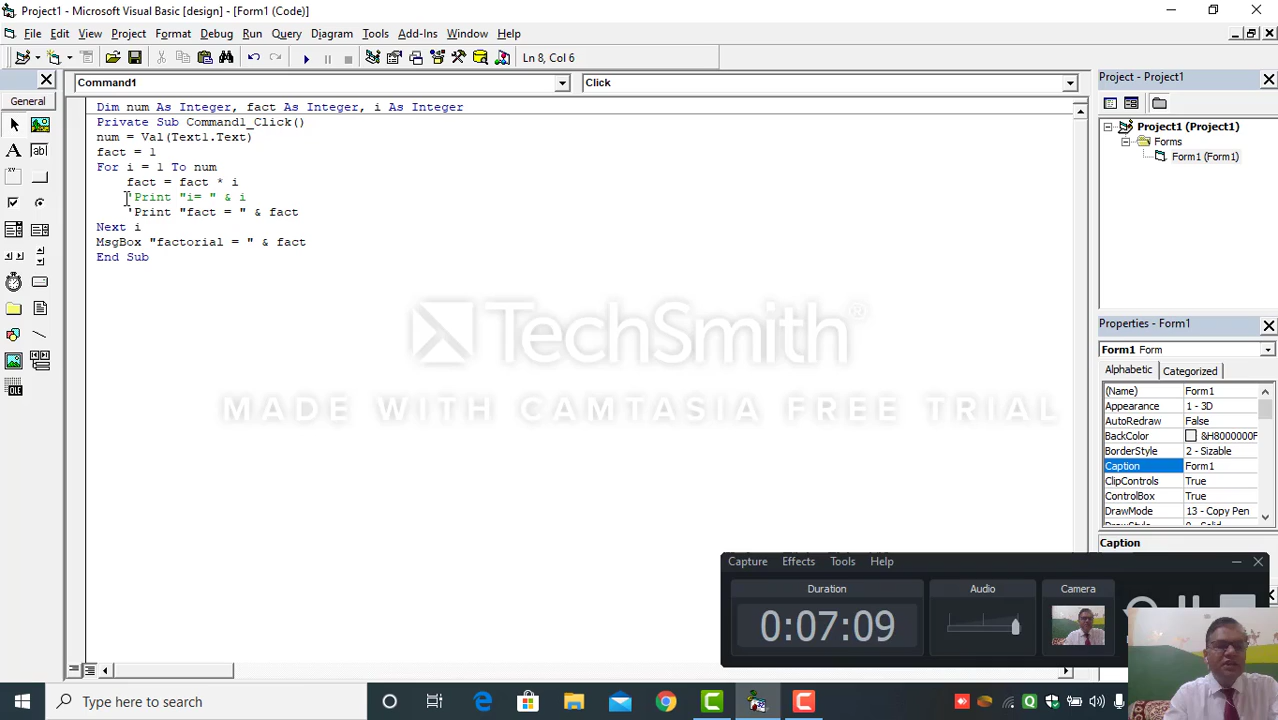 Project1 - Microsoft Visual Basic [design] - [Form1 (Code)]
File Edit View Project Format Debug Run Query Diagram Tools Add-Ins Window Help
Ln 8, Col 6
General
Command1
Click
Dim num As Integer, fact As Integer, i As Integer
Private Sub Command1_Click()
num = Val(Text1.Text)
fact = 1
For i = 1 To num
fact = fact * i
'Print "i= " & i
'Print "fact = " & fact
Next i
MsgBox "factorial = " & fact
End Sub
Project - Project1
Project1 (Project1)
Forms
Form1 (Form1)
Properties - Form1
Form1 Form
Alphabetic Categorized
(Name) Form1
Appearance 1 - 3D
AutoRedraw False
BackColor &H8000000F
BorderStyle 2 - Sizable
Caption Form1
ClipControls True
ControlBox True
DrawMode 13 - Copy Pen
Caption
TechSmith®
MADE WITH CAMTASIA FREE TRIAL
Capture Effects Tools Help
Duration
0:07:09
Audio
Camera
Type here to search